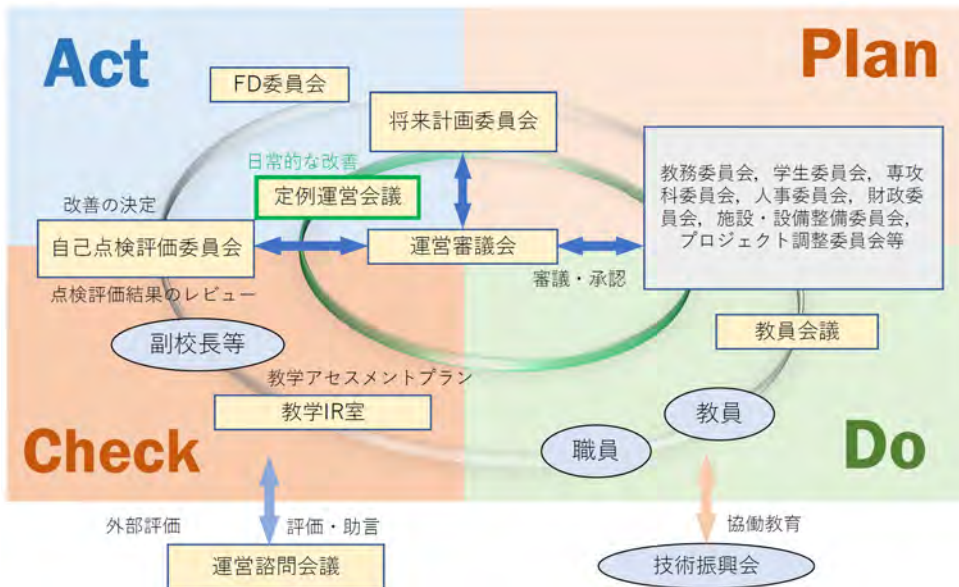 Act
Plan
FD委員会
将来計画委員会
日常的な改善
定例運営会議
教務委員会，学生委員会，専攻
科委員会，人事委員会，財政委
員会，施設・設備整備委員会，
プロジェクト調整委員会等
改善の決定
自己点検評価委員会
運営審議会
審議・承認
点検評価結果のレビュー
副校長等
教員会議
教学アセスメントプラン
教学IR室
教員
職員
Check
Do
外部評価
評価・助言
協働教育
運営諮問会議
技術振興会